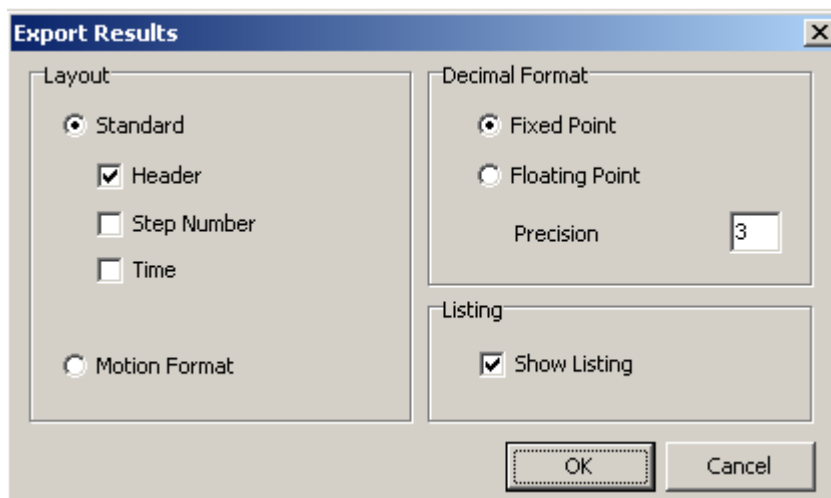 Export Results
Layout
Standard
Header
Step Number
Time
Motion Format
Decimal Format
Fixed Point
Floating Point
Precision 3
Listing
Show Listing
OK Cancel